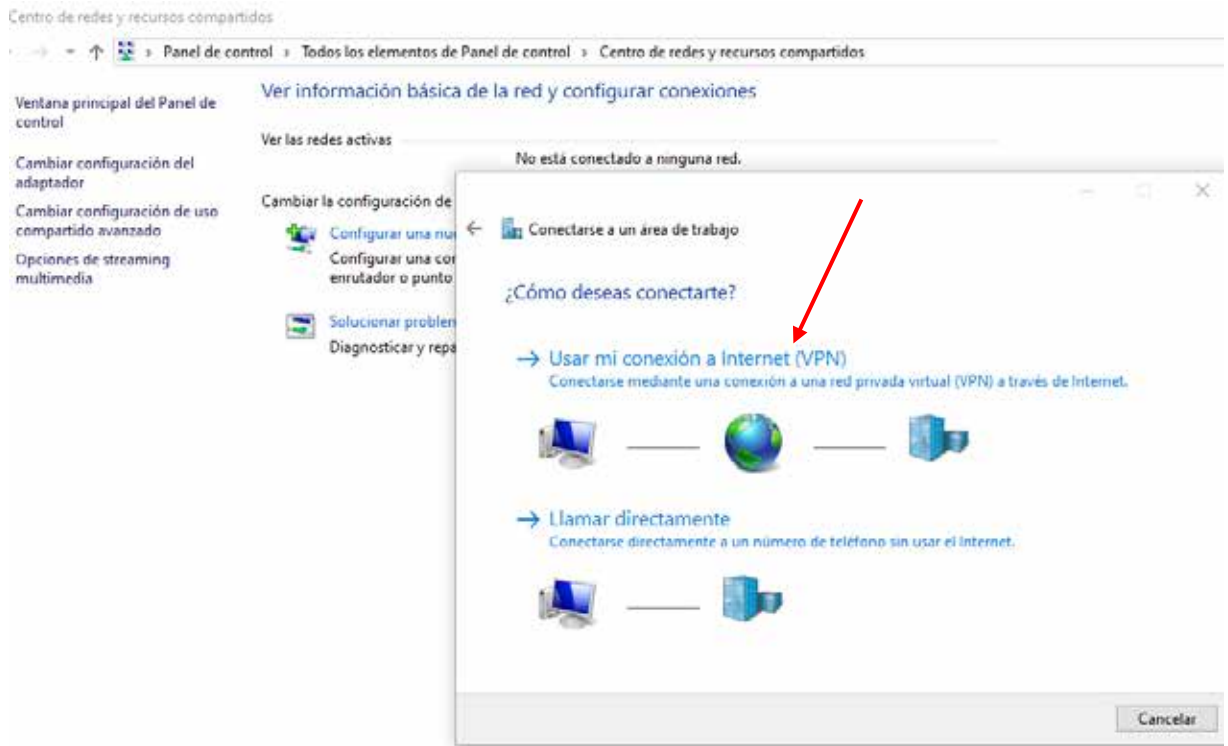 Centro de redes y recursos compartidos
Panel de control › Todos los elementos de Panel de control › Centro de redes y recursos compartidos
Ventana principal del Panel de
control
Cambiar configuración del
adaptador
Cambiar configuración de uso
compartido avanzado
Opciones de streaming
multimedia
Ver información básica de la red y configurar conexiones
Ver las redes activas
No está conectado a ninguna red.
Cambiar la configuración de
Configurar una nu
Configurar una co
enrutador o punto
Solucionar problen
Diagnosticar y repa
Conectarse a un área de trabajo
¿Cómo deseas conectarte?
Usar mi conexión a Internet (VPN)
Conectarse mediante una conexión a una red privada virtual (VPN) a través de Internet.
Llamar directamente
Conectarse directamente a un número de teléfono sin usar el Internet.
Cancelar